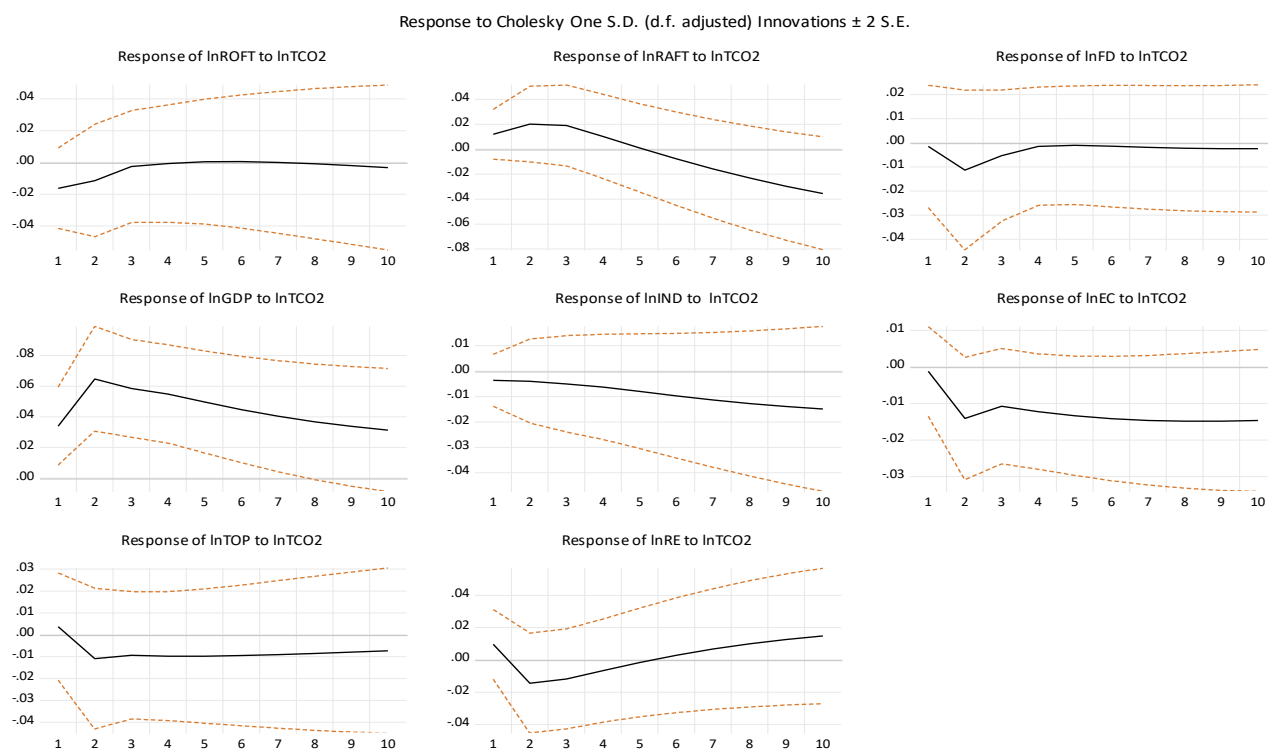 Response to Cholesky One S.D. (d.f. adjusted) Innovations ± 2 S.E.
Response of lnROFT to lnTCO2
.04
.02
.00
-.02
-.04
1 2 3 4 5 6 7 8 9 10
Response of lnRAFT to lnTCO2
.04
.02
.00
-.02
-.04
-.06
-.08
1 2 3 4 5 6 7 8 9 10
Response of lnFD to lnTCO2
.02
.01
.00
-.01
-.02
-.03
-.04
1 2 3 4 5 6 7 8 9 10
Response of lnGDP to lnTCO2
.08
.06
.04
.02
.00
1 2 3 4 5 6 7 8 9 10
Response of lnIND to lnTCO2
.01
.00
-.01
-.02
-.03
-.04
1 2 3 4 5 6 7 8 9 10
Response of lnEC to lnTCO2
.01
.00
-.01
-.02
-.03
1 2 3 4 5 6 7 8 9 10
Response of lnTOP to lnTCO2
.03
.02
.01
.00
-.01
-.02
-.03
-.04
1 2 3 4 5 6 7 8 9 10
Response of lnRE to lnTCO2
.04
.02
.00
-.02
-.04
1 2 3 4 5 6 7 8 9 10